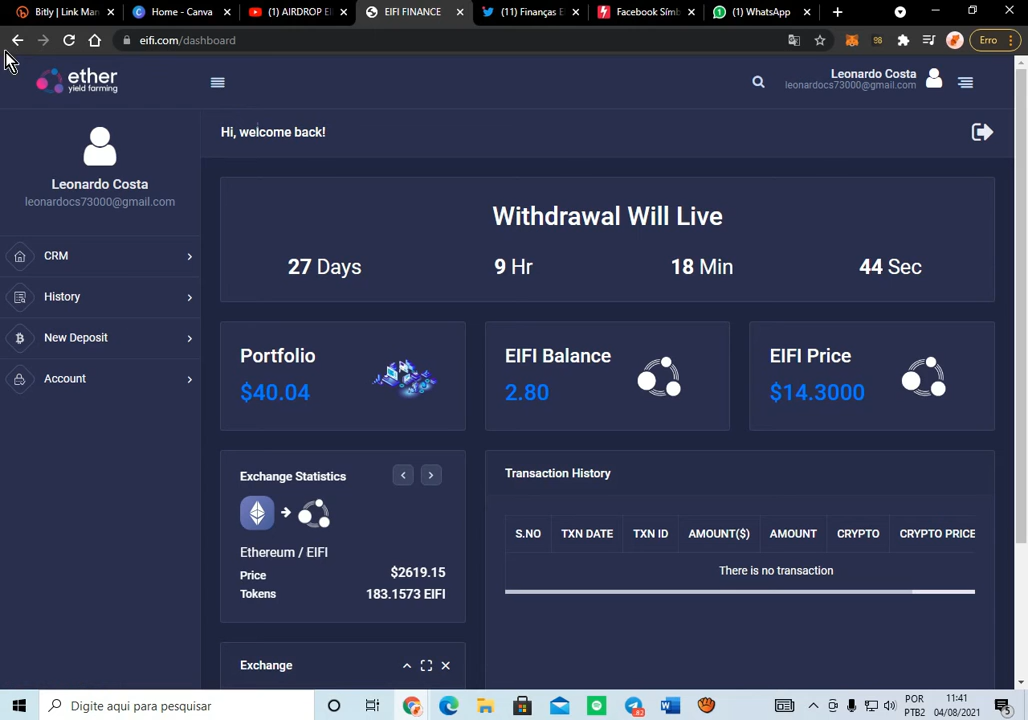 Bitly | Link Man
Home - Canva
(1) AIRDROP E
EIFI FINANCE
(11) Finanças E
Facebook Símb
(1) WhatsApp
eifi.com/dashboard
98
Erro
ether
yield farming
Leonardo Costa
leonardocs73000@gmail.com
Hi, welcome back!
Leonardo Costa
leonardocs73000@gmail.com
CRM
History
New Deposit
Account
Withdrawal Will Live
27 Days 9 Hr 18 Min 44 Sec
Portfolio
$40.04
EIFI Balance
2.80
EIFI Price
$14.3000
Exchange Statistics
Ethereum / EIFI
Price $2619.15
Tokens 183.1573 EIFI
Transaction History
S.NO TXN DATE TXN ID AMOUNT($) AMOUNT CRYPTO CRYPTO PRICE
There is no transaction
Exchange
Digite aqui para pesquisar
2
POR
PTB2
11:41
04/08/2021
5